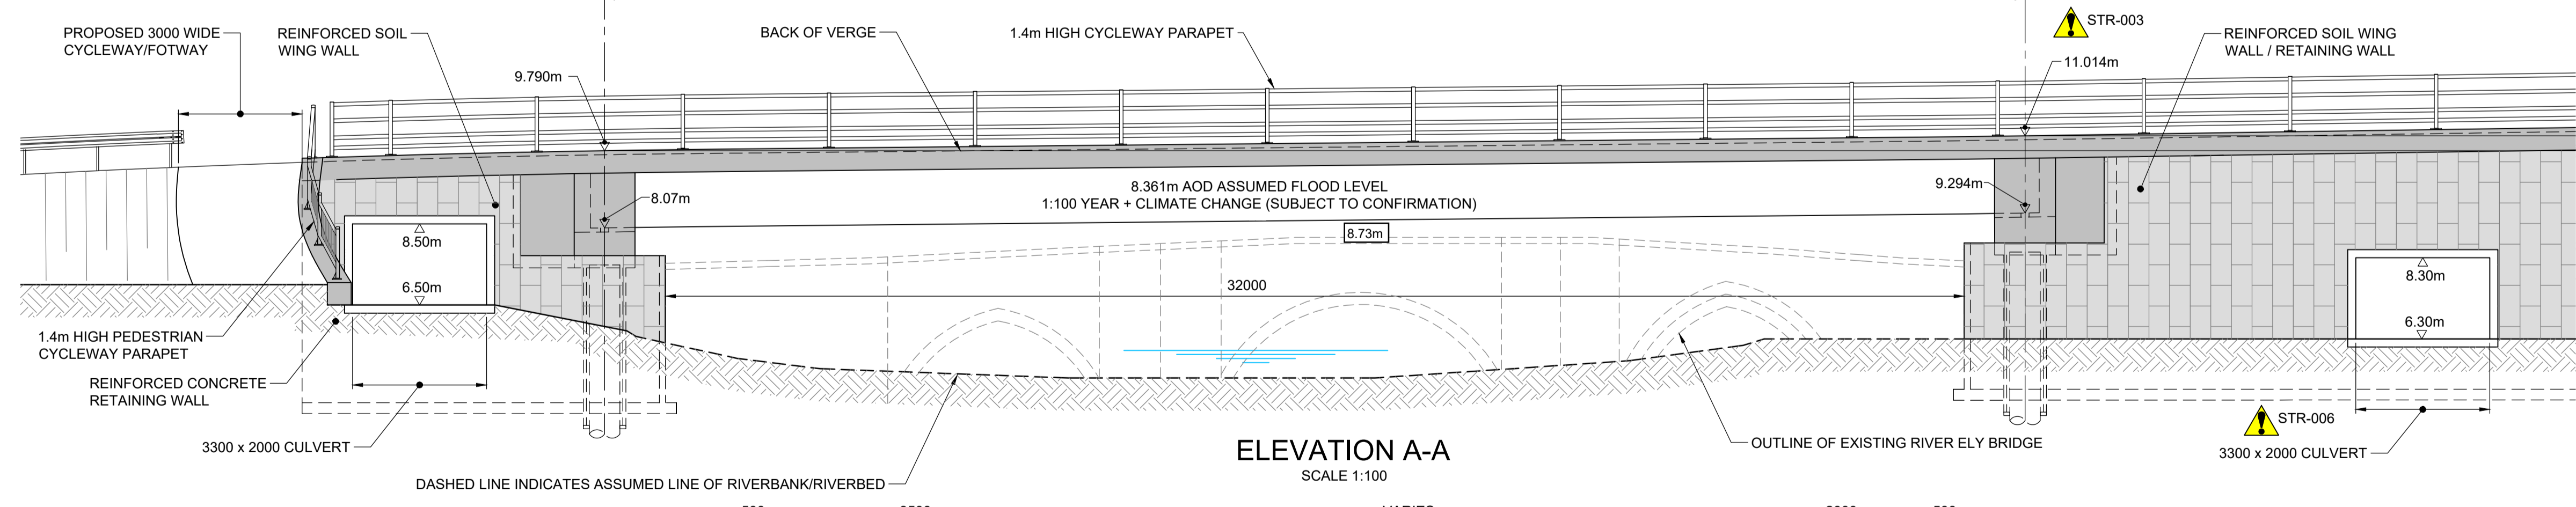 PROPOSED 3000 WIDE
CYCLEWAY/FOTWAY
REINFORCED SOIL
WING WALL
9.790m
BACK OF VERGE
1.4m HIGH CYCLEWAY PARAPET
STR-003
11.014m
REINFORCED SOIL WING
WALL / RETAINING WALL
8.07m
8.361m AOD ASSUMED FLOOD LEVEL
1:100 YEAR + CLIMATE CHANGE (SUBJECT TO CONFIRMATION)
9.294m
8.73m
8.50m
6.50m
32000
8.30m
6.30m
1.4m HIGH PEDESTRIAN
CYCLEWAY PARAPET
REINFORCED CONCRETE
RETAINING WALL
3300 x 2000 CULVERT
DASHED LINE INDICATES ASSUMED LINE OF RIVERBANK/RIVERBED
ELEVATION A-A
SCALE 1:100
OUTLINE OF EXISTING RIVER ELY BRIDGE
STR-006
3300 x 2000 CULVERT